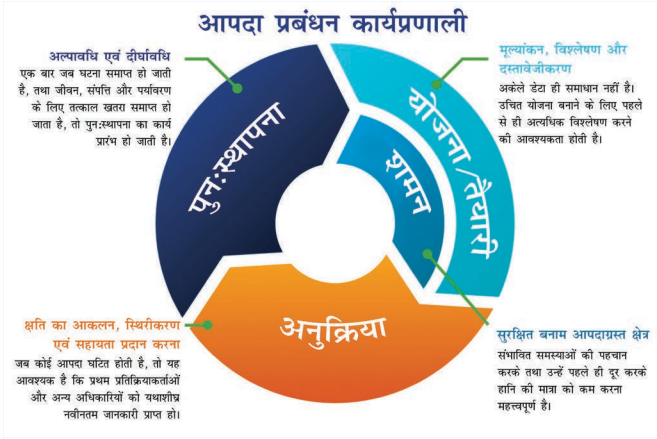 आपदा प्रबंधन कार्यप्रणाली
अल्पावधि एवं दीर्घावधि
एक बार जब घटना समाप्त हो जाती
है, तथा जीवन, संपत्ति और पर्यावरण
के लिए तत्काल खतरा समाप्त हो
जाता है, तो पुन:स्थापना का कार्य
प्रारंभ हो जाती है।
मूल्यांकन, विश्लेषण और
दस्तावेजीकरण
अकेले डेटा ही समाधान नहीं है।
उचित योजना बनाने के लिए पहले
से ही अत्यधिक विश्लेषण करने
की आवश्यकता होती है।
पुन:स्थापना
योजना/तैयारी
शमन
अनुक्रिया
क्षति का आकलन, स्थिरीकरण
एवं सहायता प्रदान करना
जब कोई आपदा घटित होती है, तो यह
आवश्यक है कि प्रथम प्रतिक्रियाकर्ताओं
और अन्य अधिकारियों को यथाशीघ्र
नवीनतम जानकारी प्राप्त हो।
सुरक्षित बनाम आपदाग्रस्त क्षेत्र
संभावित समस्याओं की पहचान
करके तथा उन्हें पहले ही दूर करके
हानि की मात्रा को कम करना
महत्त्वपूर्ण है।